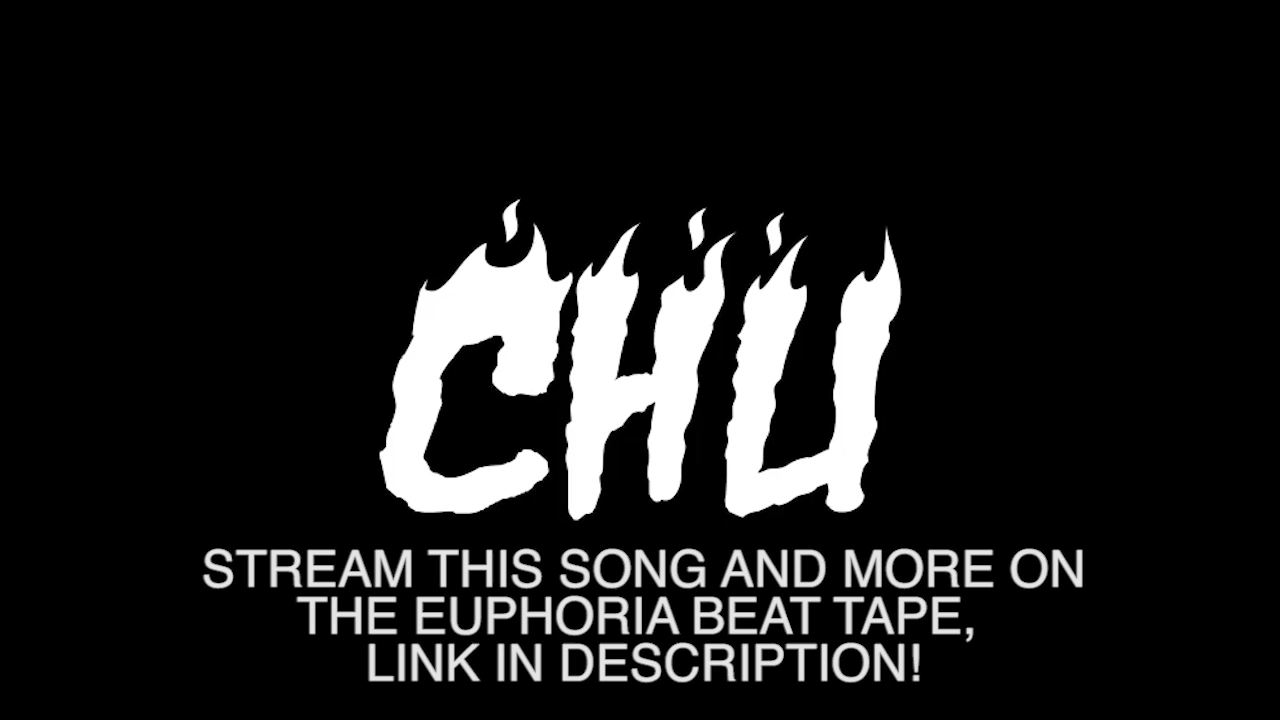 CHU
STREAM THIS SONG AND MORE ON
THE EUPHORIA BEAT TAPE,
LINK IN DESCRIPTION!